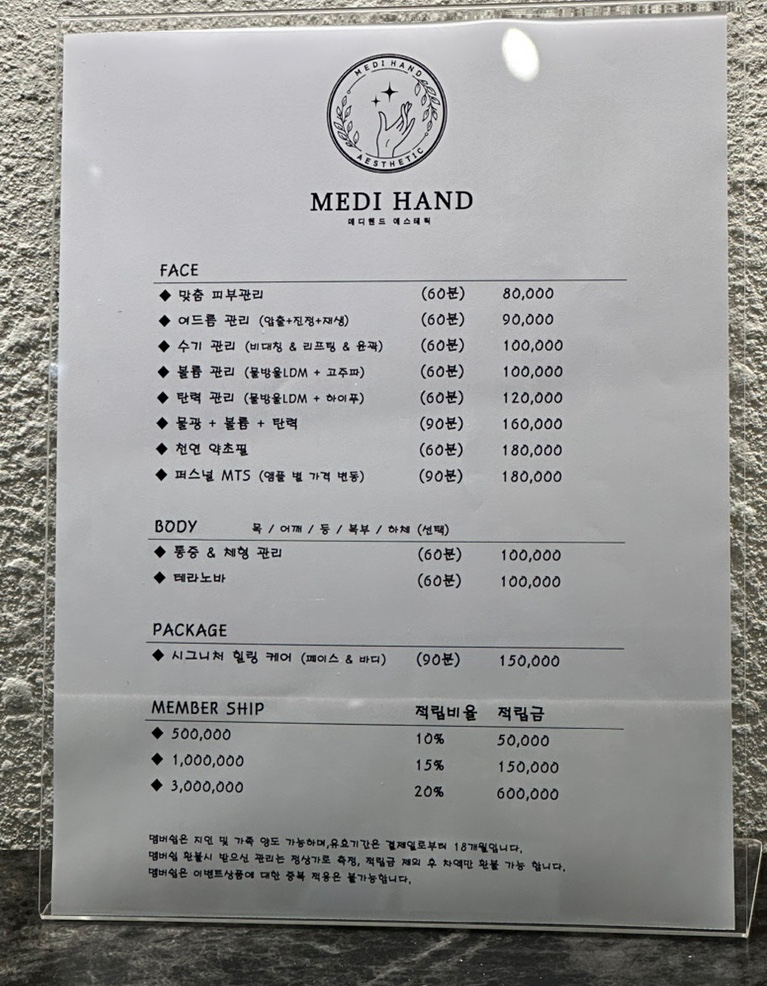 MEDI HAND
AESTHETIC
MEDI HAND
메디핸드 에스테틱
FACE
◆ 맞춤 피부관리 (60분) 80,000
◆ 여드름 관리 (압출+진정+재생) (60분) 90,000
◆ 수기 관리 (비대칭 & 리프팅 & 윤곽) (60분) 100,000
◆ 볼륨 관리 (물방울LDM + 고주파) (60분) 100,000
◆ 탄력 관리 (물방울LDM + 하이푸) (60분) 120,000
◆ 물광 + 볼륨 + 탄력 (90분) 160,000
◆ 천연 약초필 (60분) 180,000
◆ 퍼스널 MTS (앰플 별 가격 변동) (90분) 180,000
BODY 목 / 어깨 / 등 / 복부 / 하체 (선택)
◆ 통증 & 체형 관리 (60분) 100,000
◆ 테라노바 (60분) 100,000
PACKAGE
◆ 시그니처 힐링 케어 (페이스 & 바디) (90분) 150,000
MEMBER SHIP 적립비율 적립금
◆ 500,000 10% 50,000
◆ 1,000,000 15% 150,000
◆ 3,000,000 20% 600,000
멤버쉽은 지인 및 가족 양도 가능하며,유효기간은 결제일로부터 18개월입니다.
멤버쉽 환불시 받으신 관리는 정상가로 측정, 적립금 제외 후 차액만 환불 가능 합니다.
멤버쉽은 이벤트상품에 대한 중복 적용은 불가능합니다.